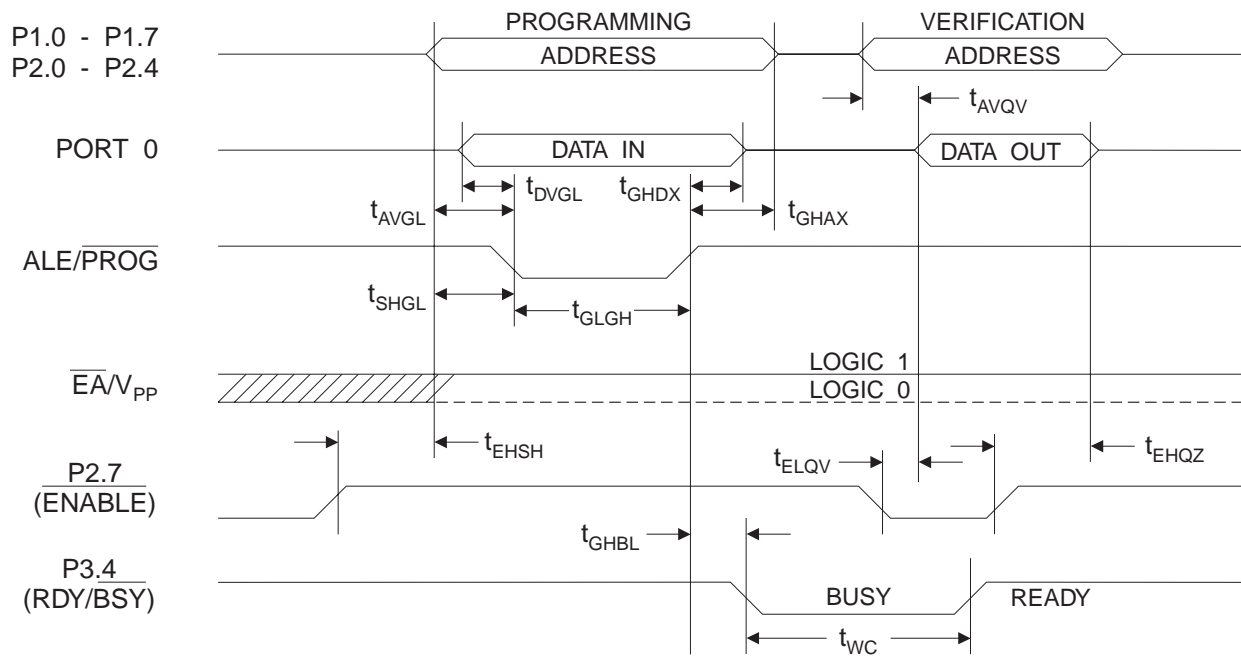 PROGRAMMING VERIFICATION
P1.0 - P1.7
P2.0 - P2.4
ADDRESS ADDRESS
tAVQV
PORT 0 DATA IN DATA OUT
tDVGL tGHDX
tAVGL tGHAX
ALE/PROG
tSHGL tGLGH
LOGIC 1
EA/VPP
LOGIC 0
tEHSH tELQV tEHQZ
P2.7
(ENABLE)
tGHBL
P3.4
(RDY/BSY) BUSY READY
tWC